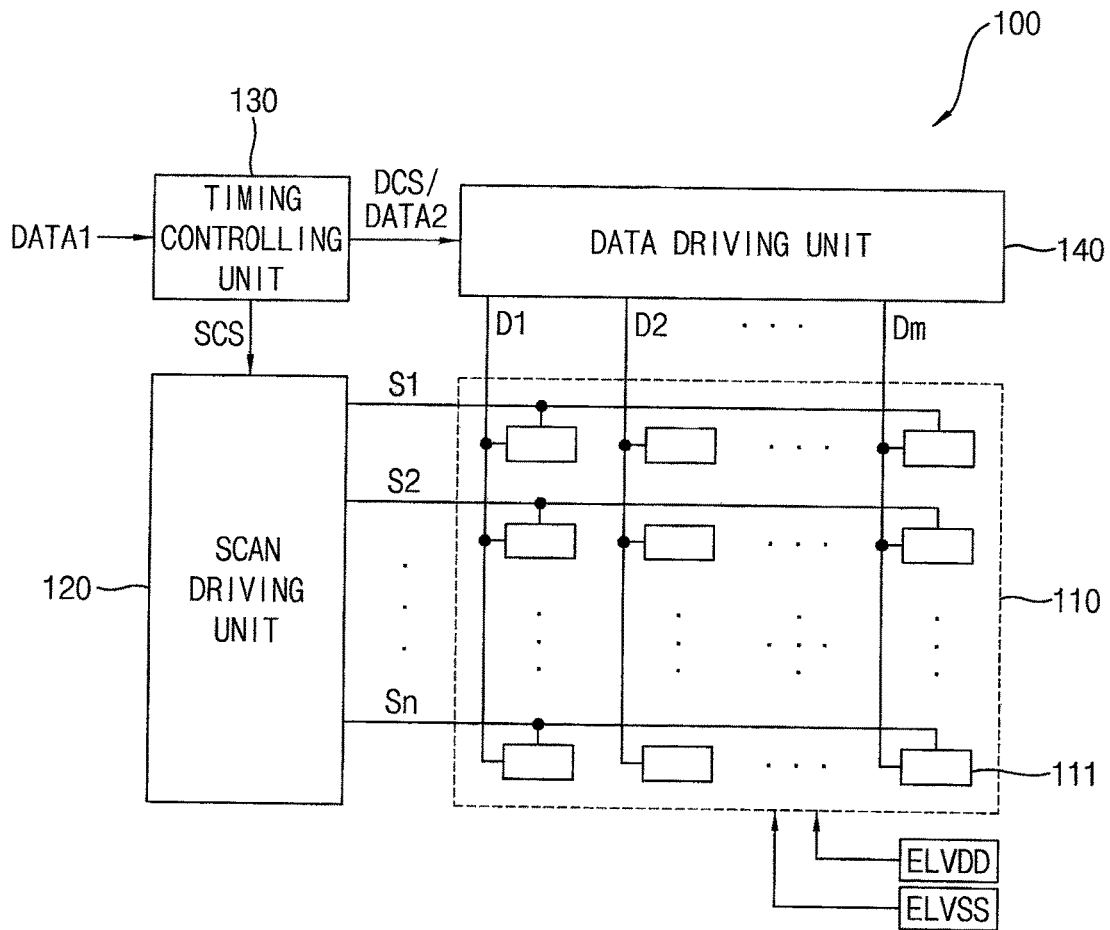 100
130
TIMING
CONTROLLING
UNIT
DATA1
DCS/
DATA2
DATA DRIVING UNIT
140
SCS
D1
D2
Dm
S1
S2
SCAN
DRIVING
UNIT
120
110
Sn
111
ELVDD
ELVSS